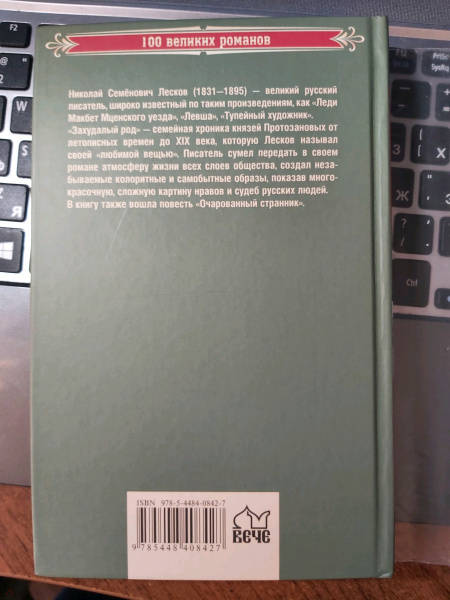 100 великих романов
Николай Семёнович Лесков (1831—1895) — великий русский
писатель, широко известный по таким произведениям, как «Леди
Макбет Мценского уезда», «Левша», «Тупейный художник».
«Захудалый род» — семейная хроника князей Протозановых от
летописных времен до XIX века, которую Лесков называл
своей «любимой вещью». Писатель сумел передать в своем
романе атмосферу жизни всех слоев общества, создал неза-
бываемые колоритные и самобытные образы, показав много-
красочную, сложную картину нравов и судеб русских людей.
В книгу также вошла повесть «Очарованный странник».
ISBN 978-5-4484-0842-7
9 785448 408427
ВЕЧЕ
F2
PrtSc
SysRq
Ctrl
Ж
Я